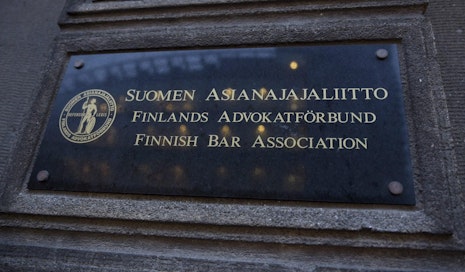 SUOMEN ASIANAJAJALIITTO
FINLANDS ADVOKATFÖRBUND
FINNISH BAR ASSOCIATION